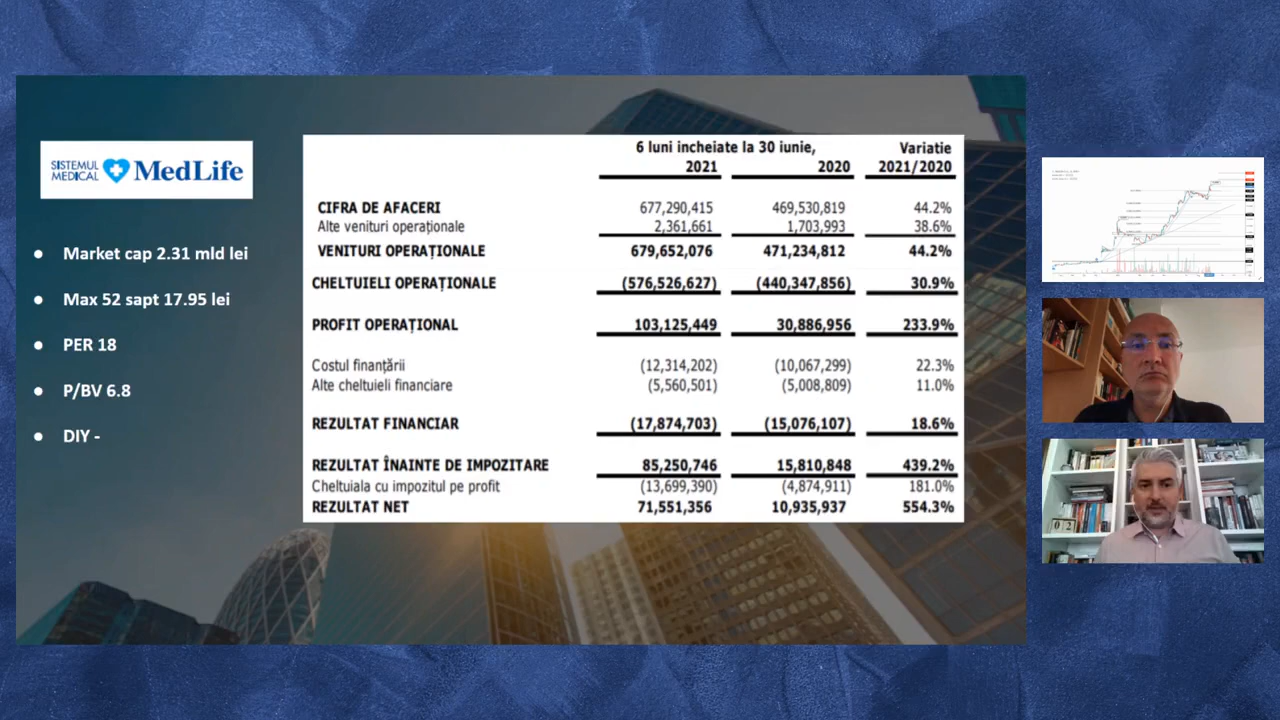 SISTEMUL
MEDICAL
MedLife
Market cap 2.31 mld lei
Max 52 sapt 17.95 lei
PER 18
P/BV 6.8
DIY -
6 luni incheiate la 30 iunie, Variatie
2021 2020 2021/2020
CIFRA DE AFACERI 677,290,415 469,530,819 44.2%
Alte venituri operaționale 2,361,661 1,703,993 38.6%
VENITURI OPERAȚIONALE 679,652,076 471,234,812 44.2%
CHELTUIELI OPERAȚIONALE (576,526,627) (440,347,856) 30.9%
PROFIT OPERAȚIONAL 103,125,449 30,886,956 233.9%
Costul finanțării (12,314,202) (10,067,299) 22.3%
Alte cheltuieli financiare (5,560,501) (5,008,809) 11.0%
REZULTAT FINANCIAR (17,874,703) (15,076,107) 18.6%
REZULTAT ÎNAINTE DE IMPOZITARE 85,250,746 15,810,848 439.2%
Cheltuiala cu impozitul pe profit (13,699,390) (4,874,911) 181.0%
REZULTAT NET 71,551,356 10,935,937 554.3%